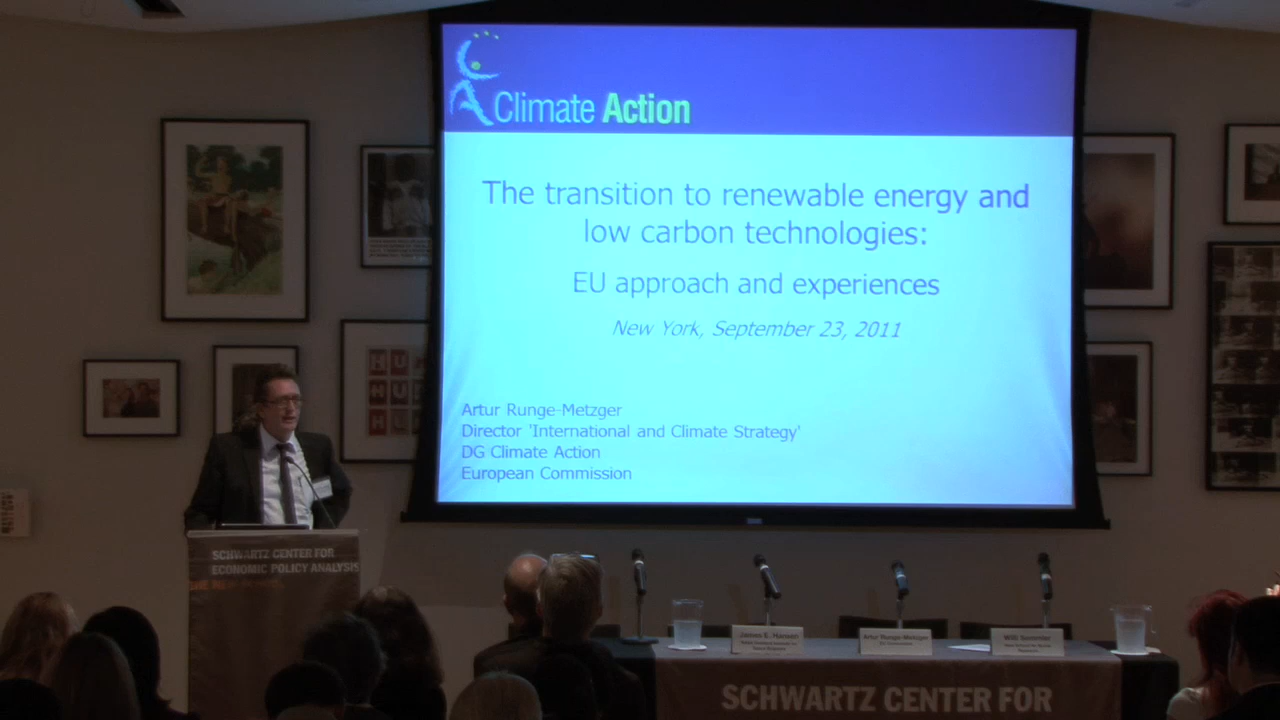 Climate Action
The transition to renewable energy and
low carbon technologies:
EU approach and experiences
New York, September 23, 2011
Artur Runge-Metzger
Director 'International and Climate Strategy'
DG Climate Action
European Commission
SCHWARTZ CENTER FOR
ECONOMIC POLICY ANALYSIS
James E. Hansen
Artur Runge-Metzger
Willi Semmler
SCHWARTZ CENTER FOR